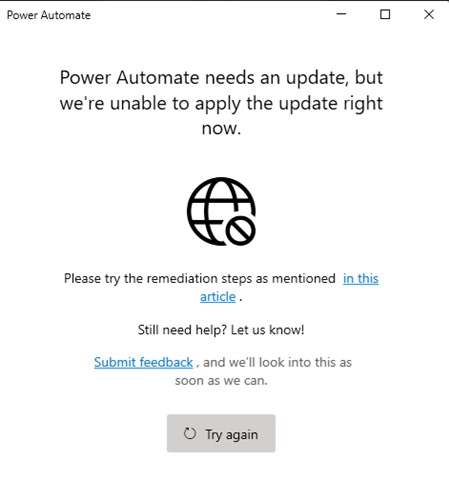 Power Automate
Power Automate needs an update, but
we're unable to apply the update right
now.
Please try the remediation steps as mentioned in this
article .
Still need help? Let us know!
Submit feedback , and we'll look into this as
soon as we can.
Try again